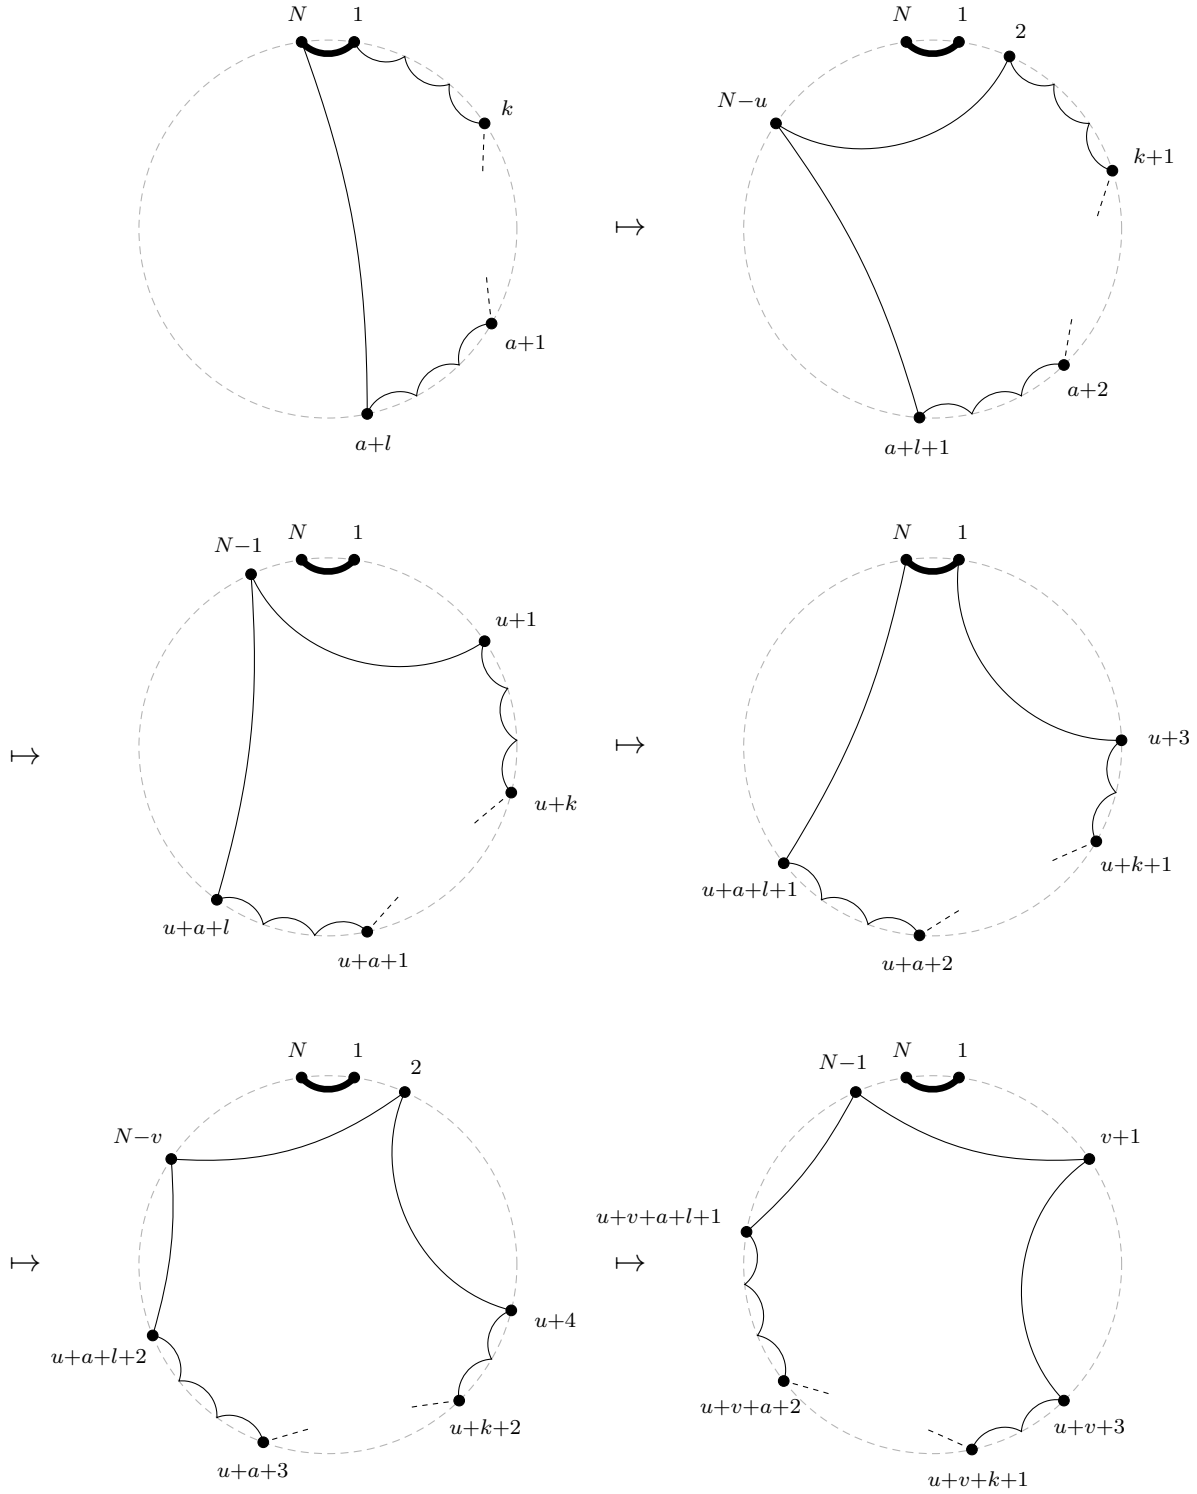 N 1
k
a+1
a+l
↦
N 1
2
N−u
k+1
a+2
a+l+1
↦
N 1
N−1
u+1
u+k
u+a+l
u+a+1
↦
N 1
u+3
u+k+1
u+a+l+1
u+a+2
↦
N 1
2
N−v
u+4
u+a+l+2
u+k+2
u+a+3
↦
N 1
N−1
v+1
u+v+a+l+1
u+v+a+2
u+v+3
u+v+k+1